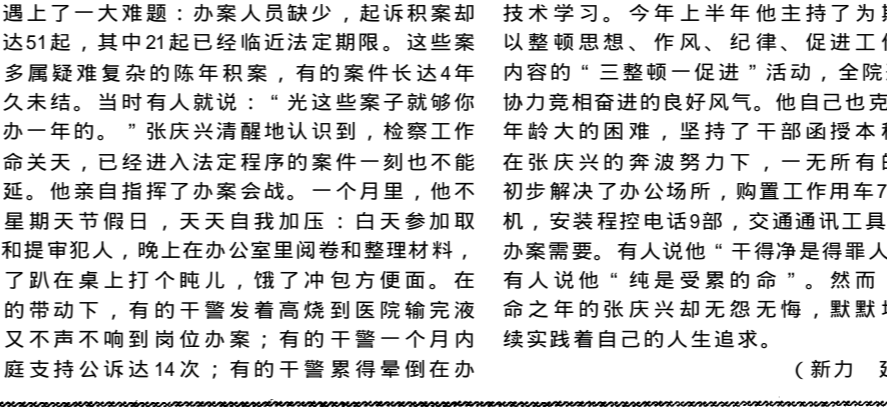 遇上了一大难题：办案人员缺少，起诉积案却
达51起，其中21起已经临近法定期限。这些案
多属疑难复杂的陈年积案，有的案件长达4年
久未结。当时有人就说：“光这些案子就够你
办一年的。”张庆兴清醒地认识到，检察工作
命关天，已经进入法定程序的案件一刻也不能
延。他亲自指挥了办案会战。一个月里，他不
星期天节假日，天天自我加压：白天参加取
和提审犯人，晚上在办公室里阅卷和整理材料，
了趴在桌上打个盹儿，饿了冲包方便面。在
的带动下，有的干警发着高烧到医院输完液
又不声不响到岗位办案；有的干警一个月内
庭支持公诉达14次；有的干警累得晕倒在办
技术学习。今年上半年他主持了为
以整顿思想、作风、纪律、促进工
内容的“三整顿一促进”活动，全院
协力竞相奋进的良好风气。他自己也克
年龄大的困难，坚持了干部函授本
在张庆兴的奔波努力下，一无所有
初步解决了办公场所，购置工作用车7
机，安装程控电话9部，交通通讯工具
办案需要。有人说他“干得净是得罪人
有人说他“纯是受累的命”。然而
命之年的张庆兴却无怨无悔，默默
续实践着自己的人生追求。
（新力